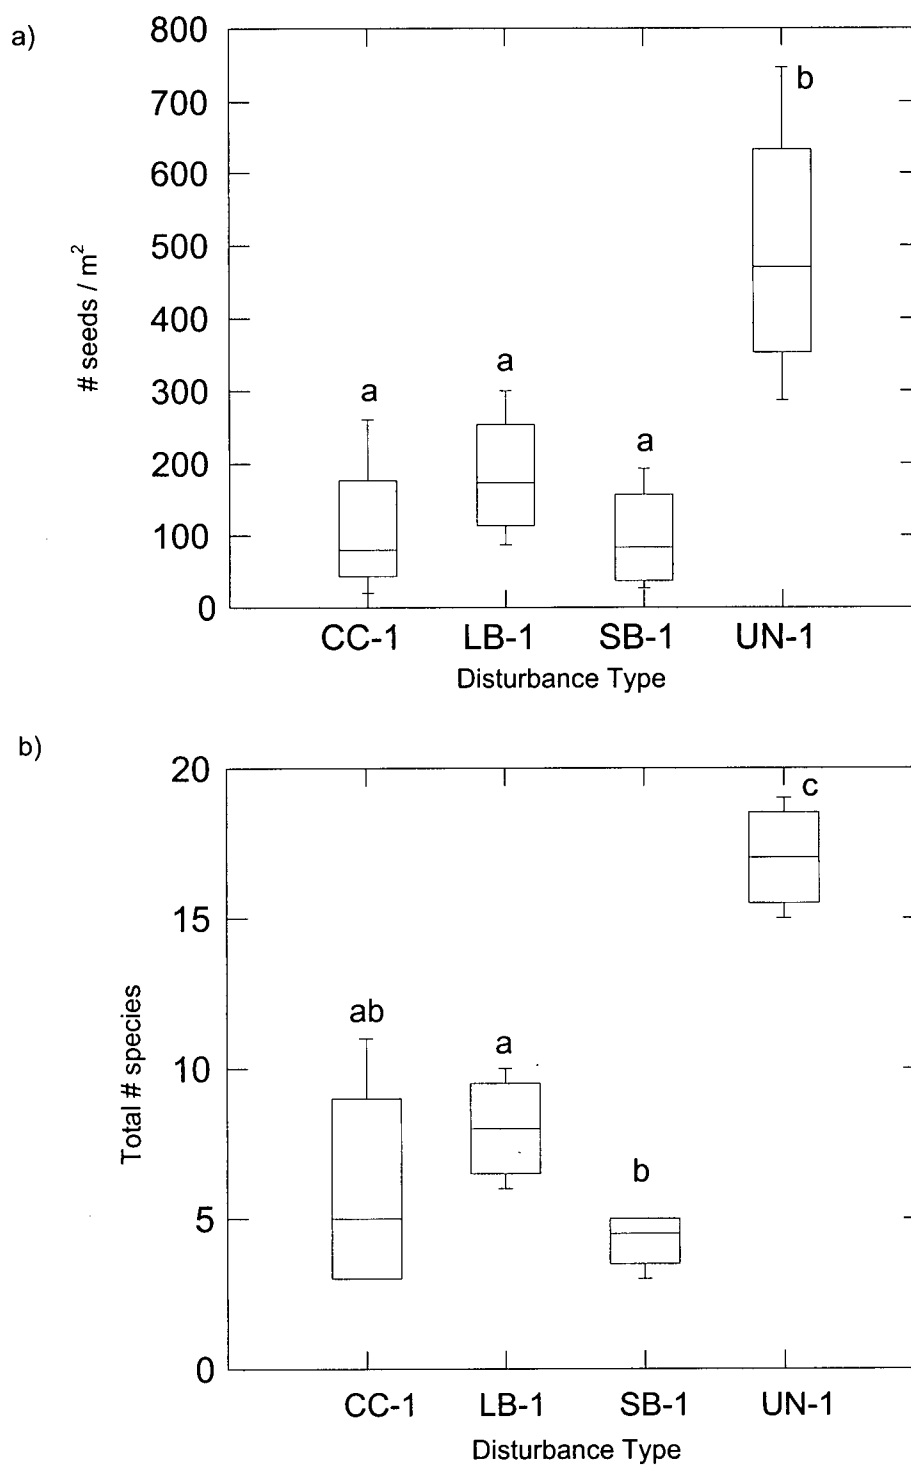 a)
800
700
600
500
400
300
200
100
0
# seeds / m²
a
a
a
b
CC-1 LB-1 SB-1 UN-1
Disturbance Type
b)
20
15
10
5
0
Total # species
ab
a
b
c
CC-1 LB-1 SB-1 UN-1
Disturbance Type